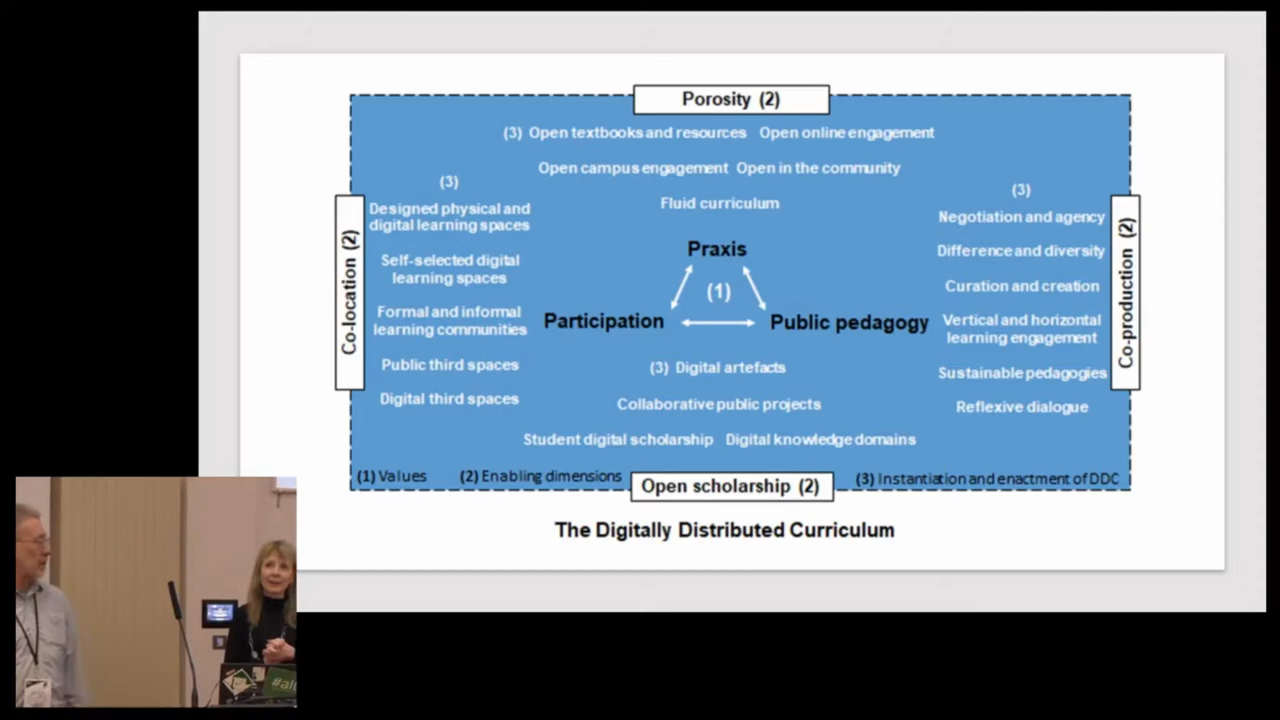 Porosity (2)
(3) Open textbooks and resources Open online engagement
Open campus engagement Open in the community
Fluid curriculum
Co-location (2)
(3)
Designed physical and
digital learning spaces
Self-selected digital
learning spaces
Formal and informal
learning communities
Public third spaces
Digital third spaces
Praxis
(1)
Participation
Public pedagogy
(3)
Negotiation and agency
Difference and diversity
Curation and creation
Vertical and horizontal
learning engagement
Sustainable pedagogies
Reflexive dialogue
Co-production (2)
(3) Digital artefacts
Collaborative public projects
Student digital scholarship Digital knowledge domains
(1) Values (2) Enabling dimensions
Open scholarship (2)
(3) Instantiation and enactment of DDC
The Digitally Distributed Curriculum